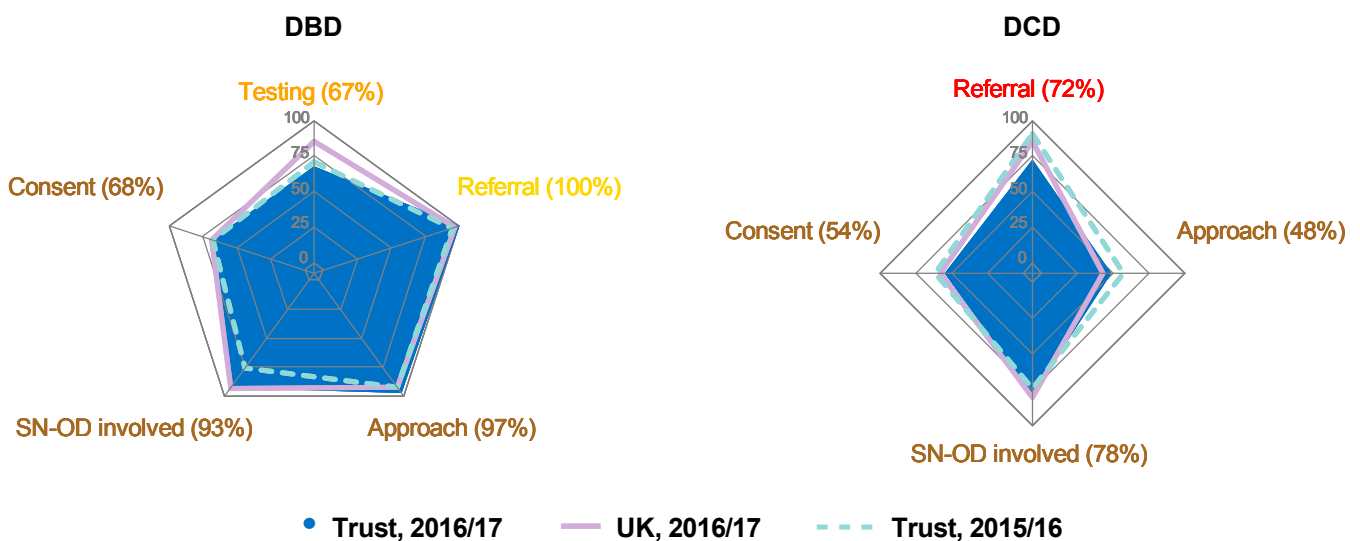 DBD
Testing (67%)
100
75
50
25
0
Consent (68%)
Referral (100%)
SN-OD involved (93%)
Approach (97%)
DCD
Referral (72%)
100
75
50
25
0
Consent (54%)
Approach (48%)
SN-OD involved (78%)
Trust, 2016/17
UK, 2016/17
Trust, 2015/16